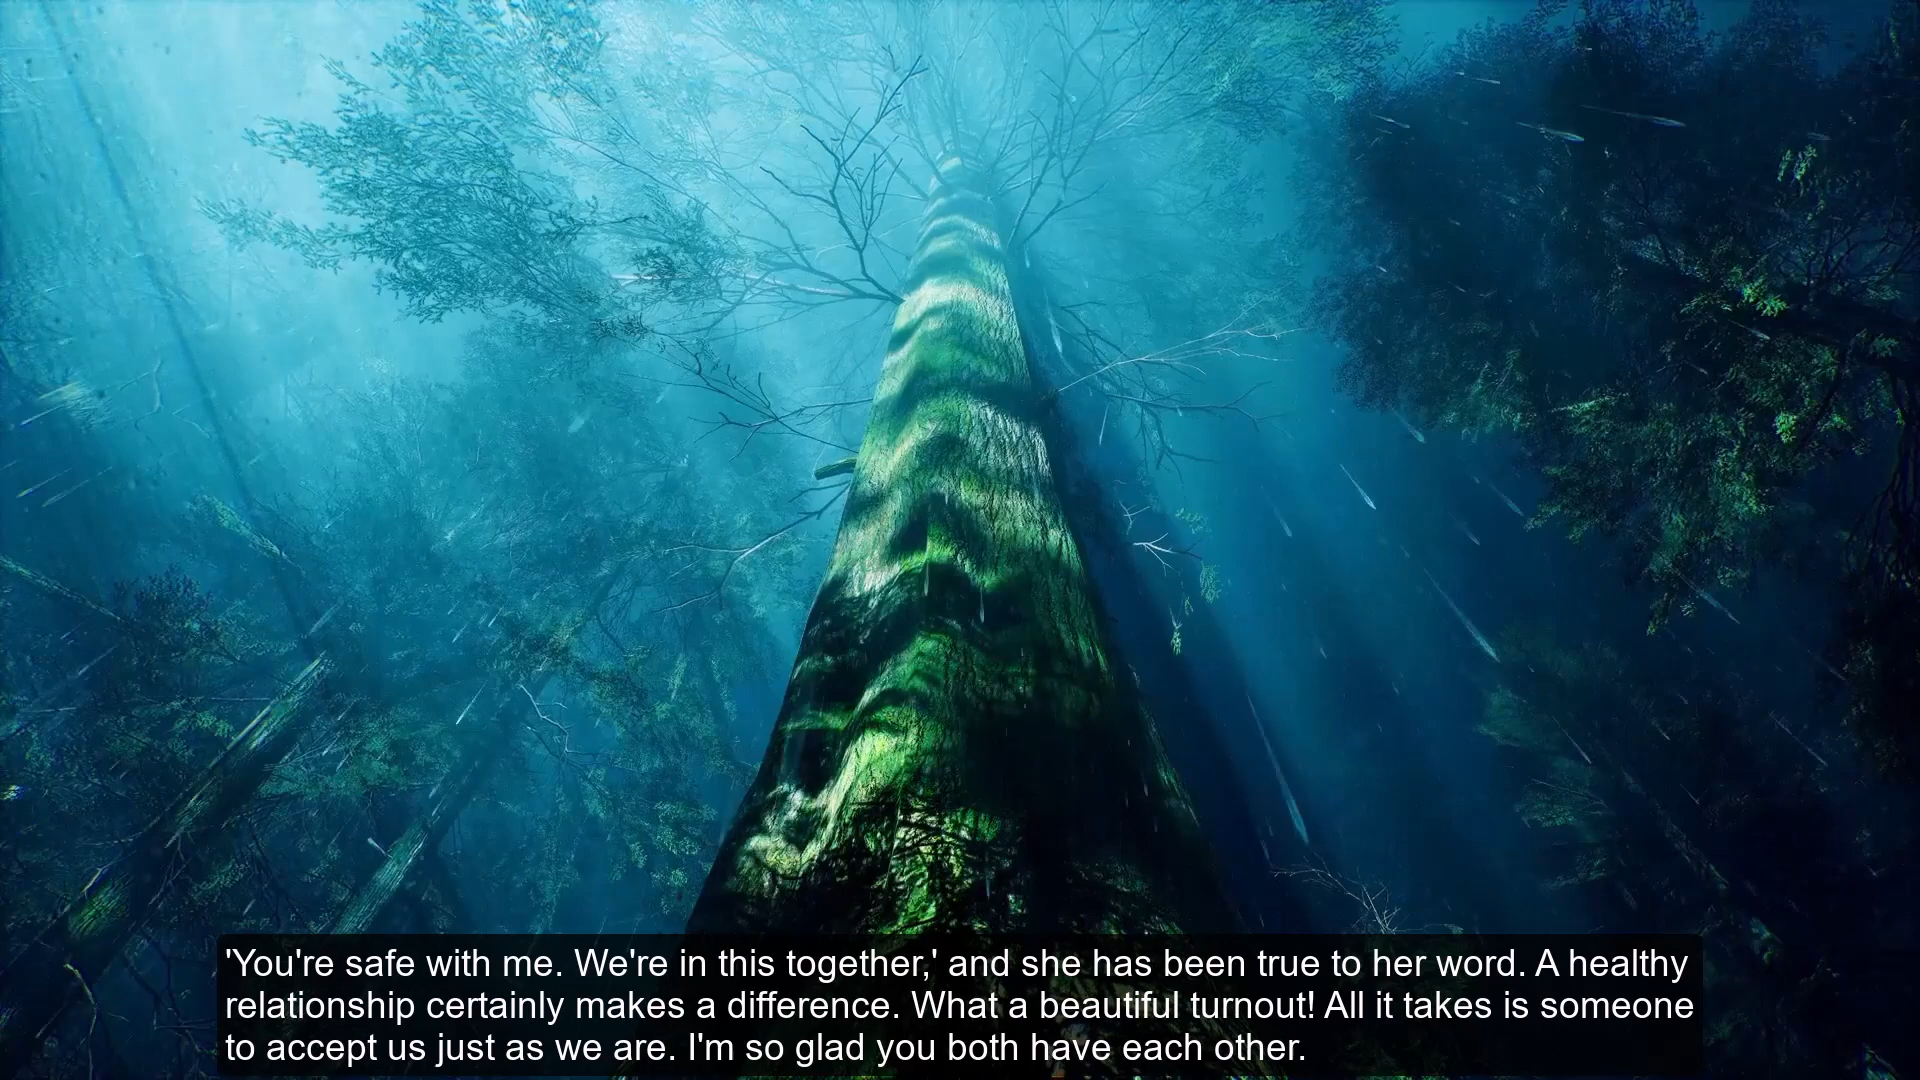 'You're safe with me. We're in this together,' and she has been true to her word. A healthy
relationship certainly makes a difference. What a beautiful turnout! All it takes is someone
to accept us just as we are. I'm so glad you both have each other.